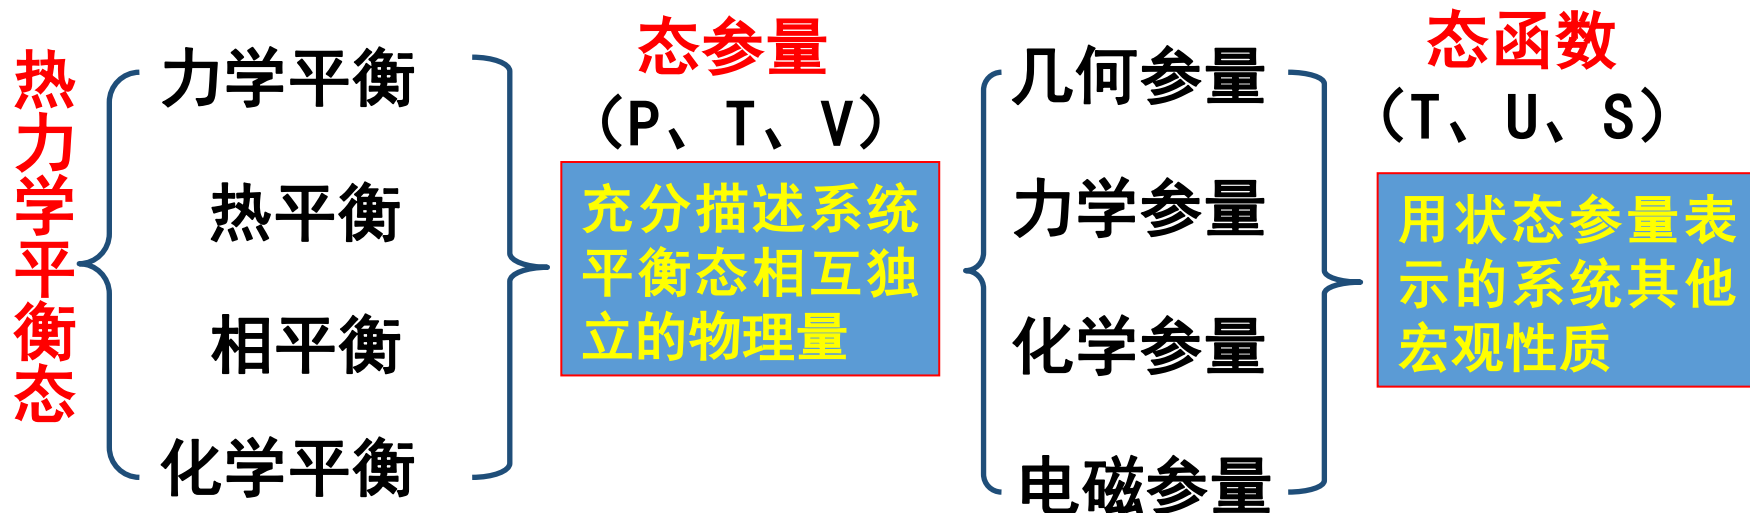 热力学平衡态
力学平衡
热平衡
相平衡
化学平衡
态参量
（P、T、V）
充分描述系统
平衡态相互独
立的物理量
几何参量
力学参量
化学参量
电磁参量
态函数
（T、U、S）
用状态参量表
示的系统其他
宏观性质